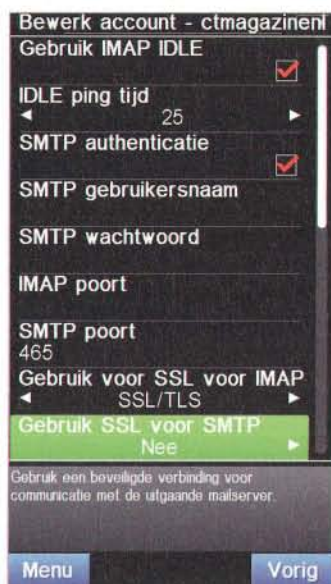 Bewerk account - ctmagazinenl
Gebruik IMAP IDLE
IDLE ping tijd
25
SMTP authenticatie
SMTP gebruikersnaam
SMTP wachtwoord
IMAP poort
SMTP poort
465
Gebruik voor SSL voor IMAP
SSL/TLS
Gebruik SSL voor SMTP
Nee
Gebruik een beveiligde verbinding voor
communicatie met de uitgaande mailserver.
Menu
Vorig